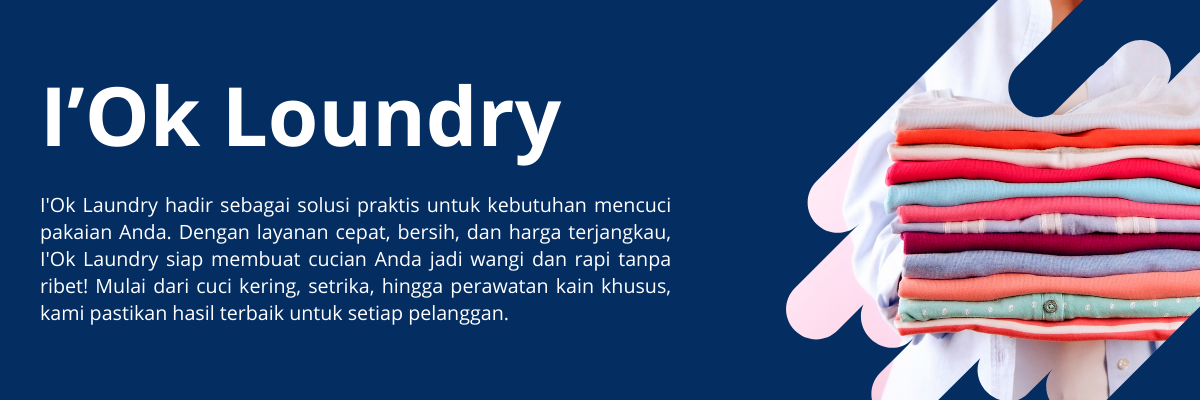 I’Ok Loundry
I'Ok Laundry hadir sebagai solusi praktis untuk kebutuhan mencuci
pakaian Anda. Dengan layanan cepat, bersih, dan harga terjangkau,
I'Ok Laundry siap membuat cucian Anda jadi wangi dan rapi tanpa
ribet! Mulai dari cuci kering, setrika, hingga perawatan kain khusus,
kami pastikan hasil terbaik untuk setiap pelanggan.